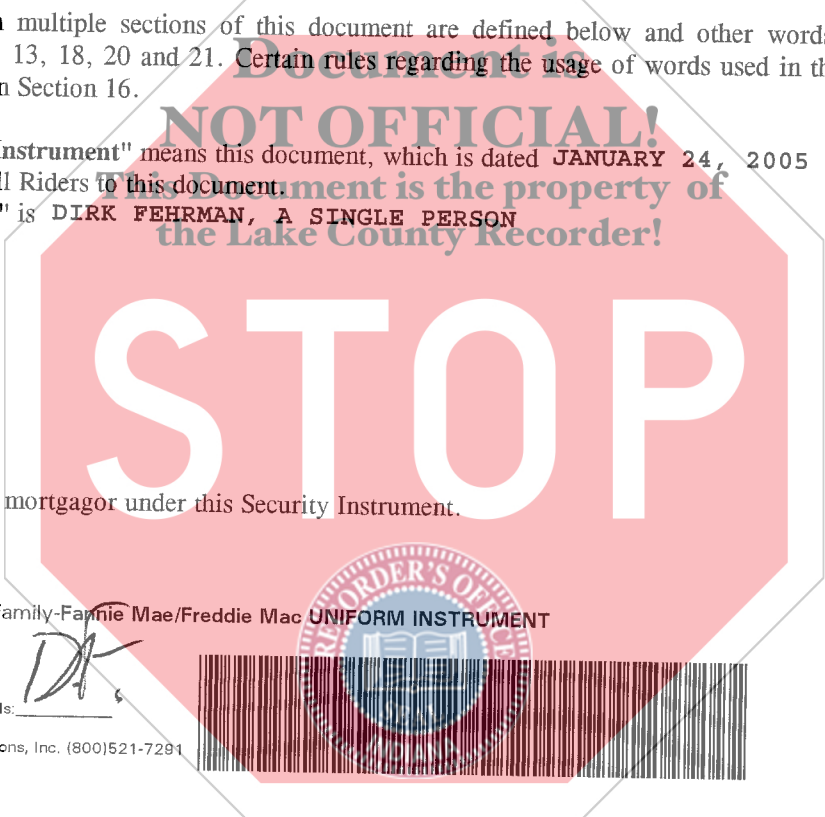 multiple sections of this document are defined below and other words
13, 18, 20 and 21. Certain rules regarding the usage of words used in th
n Section 16.
Document is
NOT OFFICIAL!
Instrument" means this document, which is dated JANUARY 24, 2005
ll Riders to this document.
This Document is the property of
" is DIRK FEHRMAN, A SINGLE PERSON
the Lake County Recorder!
STOP
mortgagor under this Security Instrument.
amily-Fannie Mae/Freddie Mac UNIFORM INSTRUMENT
RECORDER'S OFFICE
SEAL
INDIANA
ls:
ons, Inc. (800)521-7291